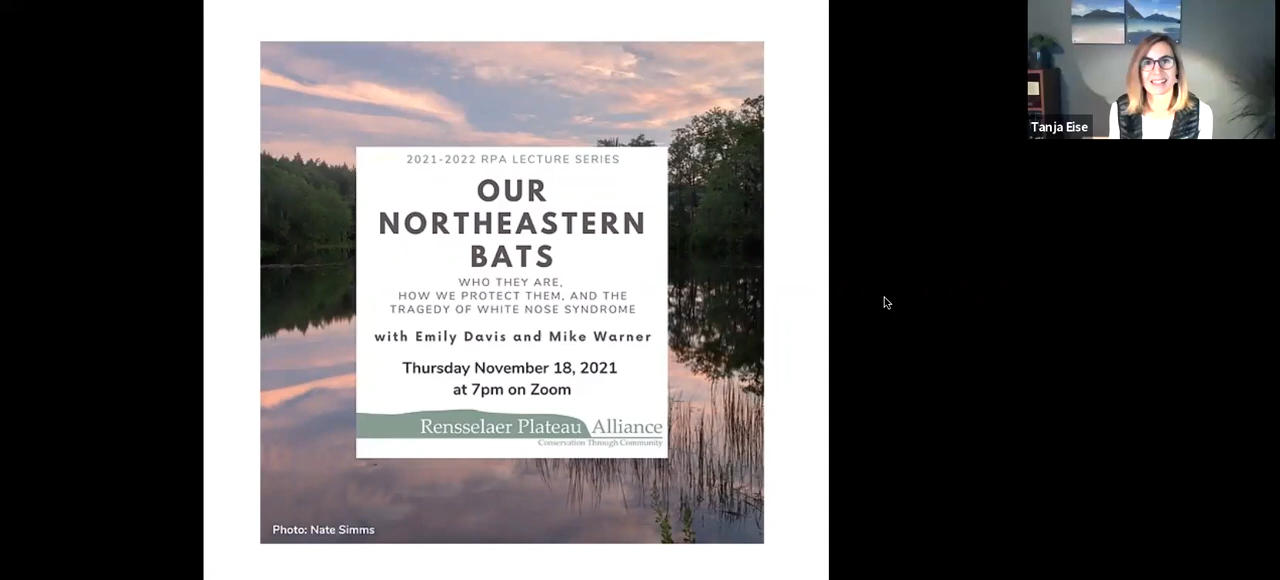 2021-2022 RPA LECTURE SERIES
OUR
NORTHEASTERN
BATS
WHO THEY ARE,
HOW WE PROTECT THEM, AND THE
TRAGEDY OF WHITE NOSE SYNDROME
with Emily Davis and Mike Warner
Thursday November 18, 2021
at 7pm on Zoom
Rensselaer Plateau Alliance
Conservation Through Community
Photo: Nate Simms
Tanja Eise